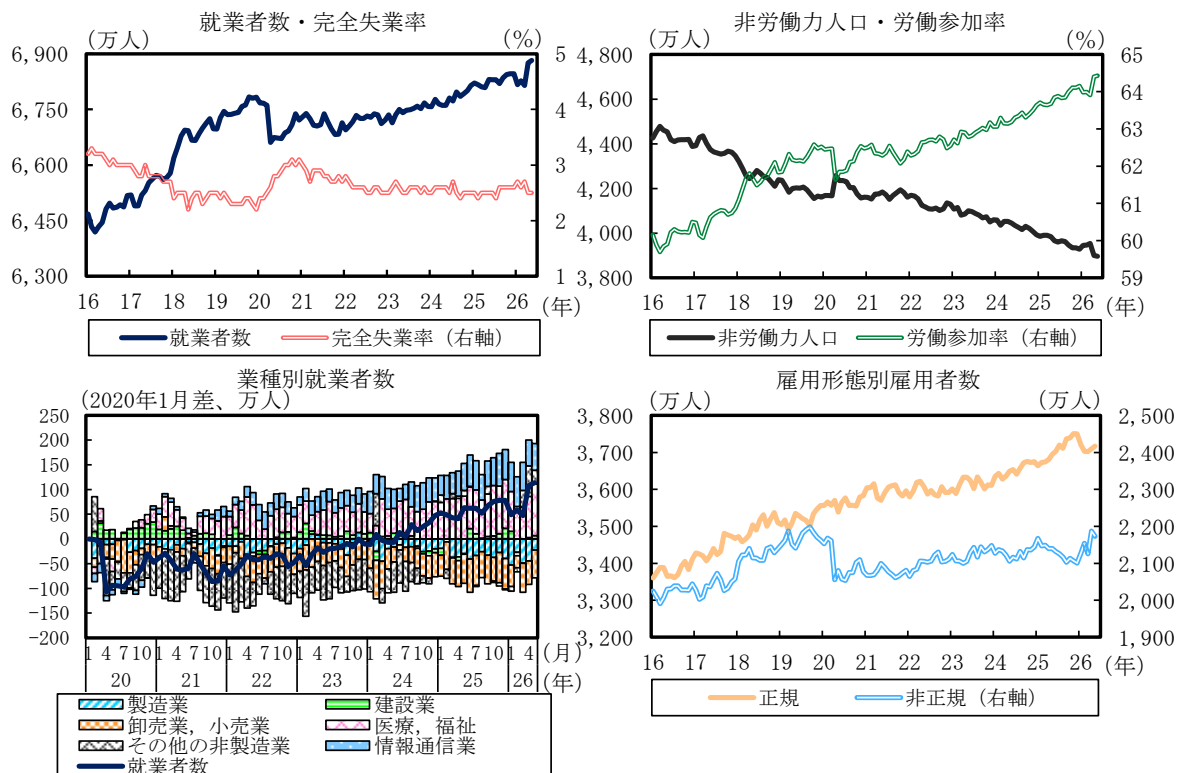 就業者数・完全失業率
(万人)
(%)
6,900
6,750
6,600
6,450
6,300
5
4
3
2
1
16 17 18 19 20 21 22 23 24 25 26 (年)
就業者数 完全失業率 (右軸)
非労働力人口・労働参加率
(万人)
(%)
4,800
4,600
4,400
4,200
4,000
3,800
65
64
63
62
61
60
59
16 17 18 19 20 21 22 23 24 25 26 (年)
非労働力人口 労働参加率 (右軸)
業種別就業者数
(2020年1月差、万人)
250
200
150
100
50
0
-50
-100
-150
-200
1 4 7 10 1 4 7 10 1 4 7 10 1 4 7 10 1 4 7 10 1 4 7 10 1 4 (月)
20 21 22 23 24 25 26 (年)
製造業 建設業
卸売業, 小売業 医療, 福祉
その他の非製造業 情報通信業
就業者数
雇用形態別雇用者数
(万人)
(万人)
3,800
3,700
3,600
3,500
3,400
3,300
3,200
2,500
2,400
2,300
2,200
2,100
2,000
1,900
16 17 18 19 20 21 22 23 24 25 26 (年)
正規 非正規 (右軸)